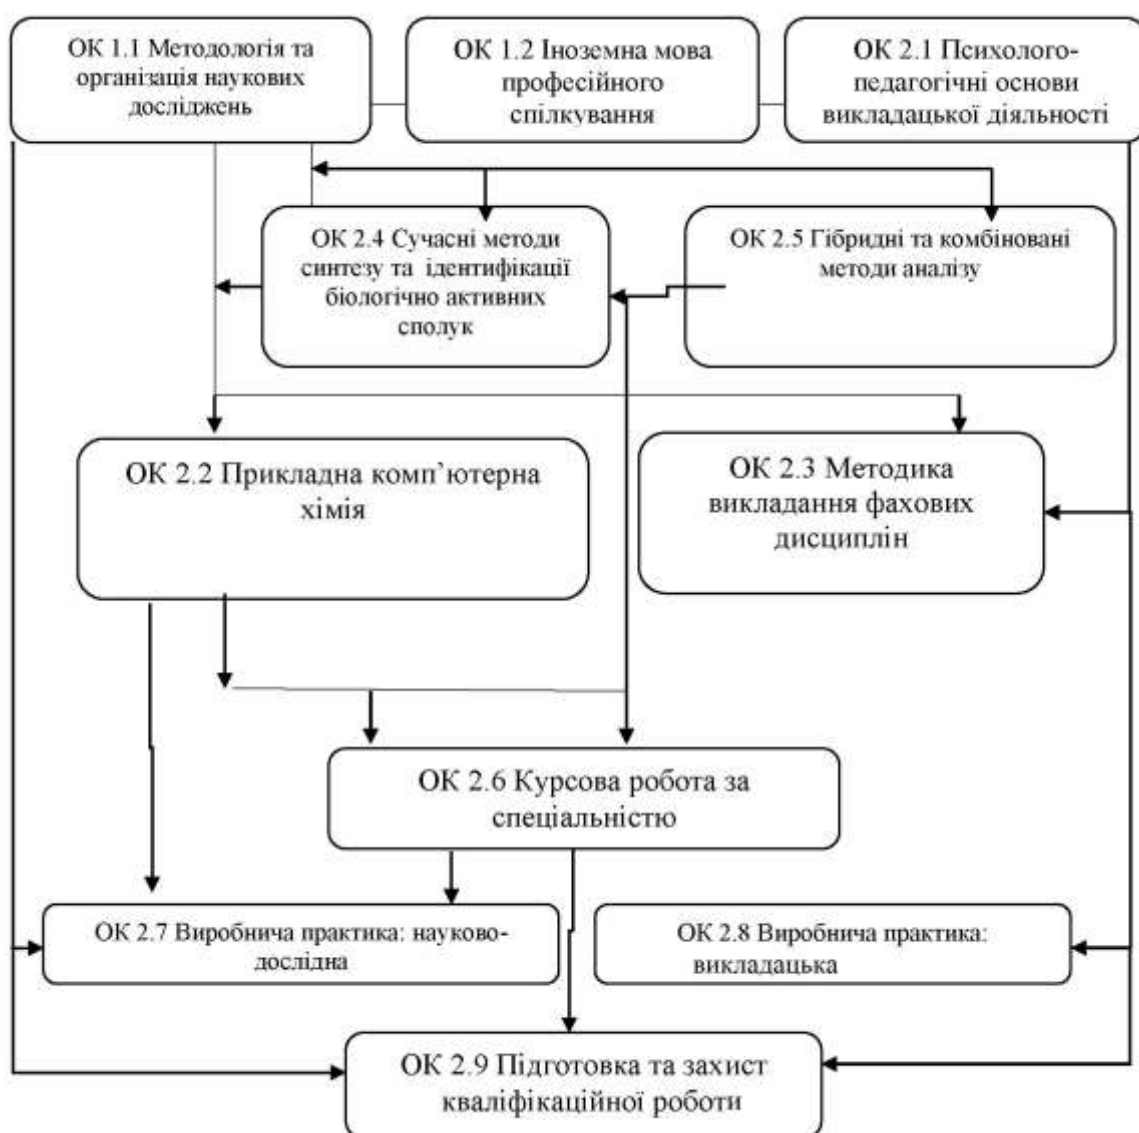 ОК 1.1 Методологія та
організація наукових
досліджень
ОК 1.2 Іноземна мова
професійного
спілкування
ОК 2.1 Психолого-
педагогічні основи
викладацької діяльності
ОК 2.4 Сучасні методи
синтезу та ідентифікації
біологічно активних
сполук
ОК 2.5 Гібридні та комбіновані
методи аналізу
ОК 2.2 Прикладна комп’ютерна
хімія
ОК 2.3 Методика
викладання фахових
дисциплін
ОК 2.6 Курсова робота за
спеціальністю
ОК 2.7 Виробнича практика: науково-
дослідна
ОК 2.8 Виробнича практика:
викладацька
ОК 2.9 Підготовка та захист
кваліфікаційної роботи